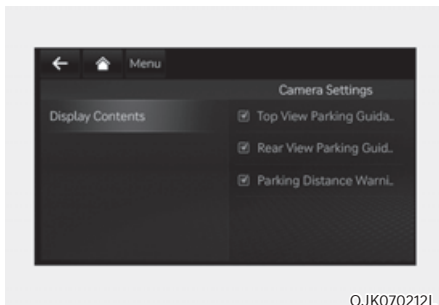 Menu
Camera Settings
Display Contents
Top View Parking Guida..
Rear View Parking Guid..
Parking Distance Warni..
OJK070212L